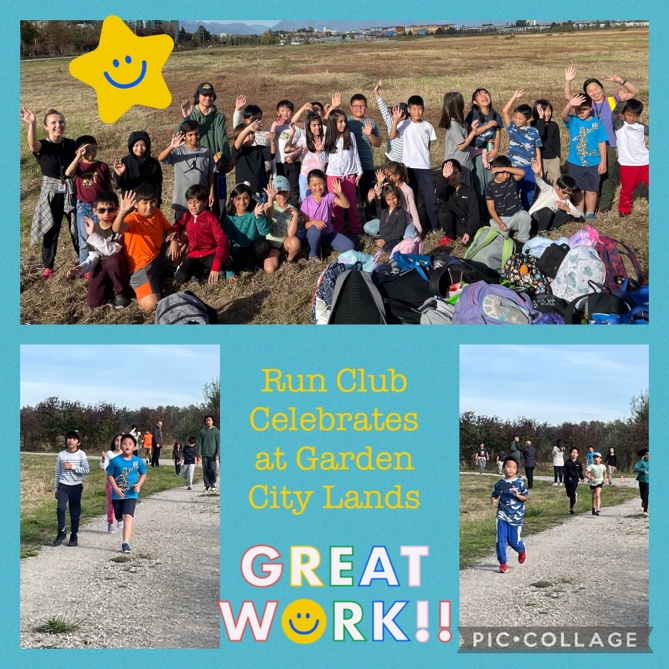 Run Club
Celebrates
at Garden
City Lands
GREAT
WORK!!
PIC•COLLAGE